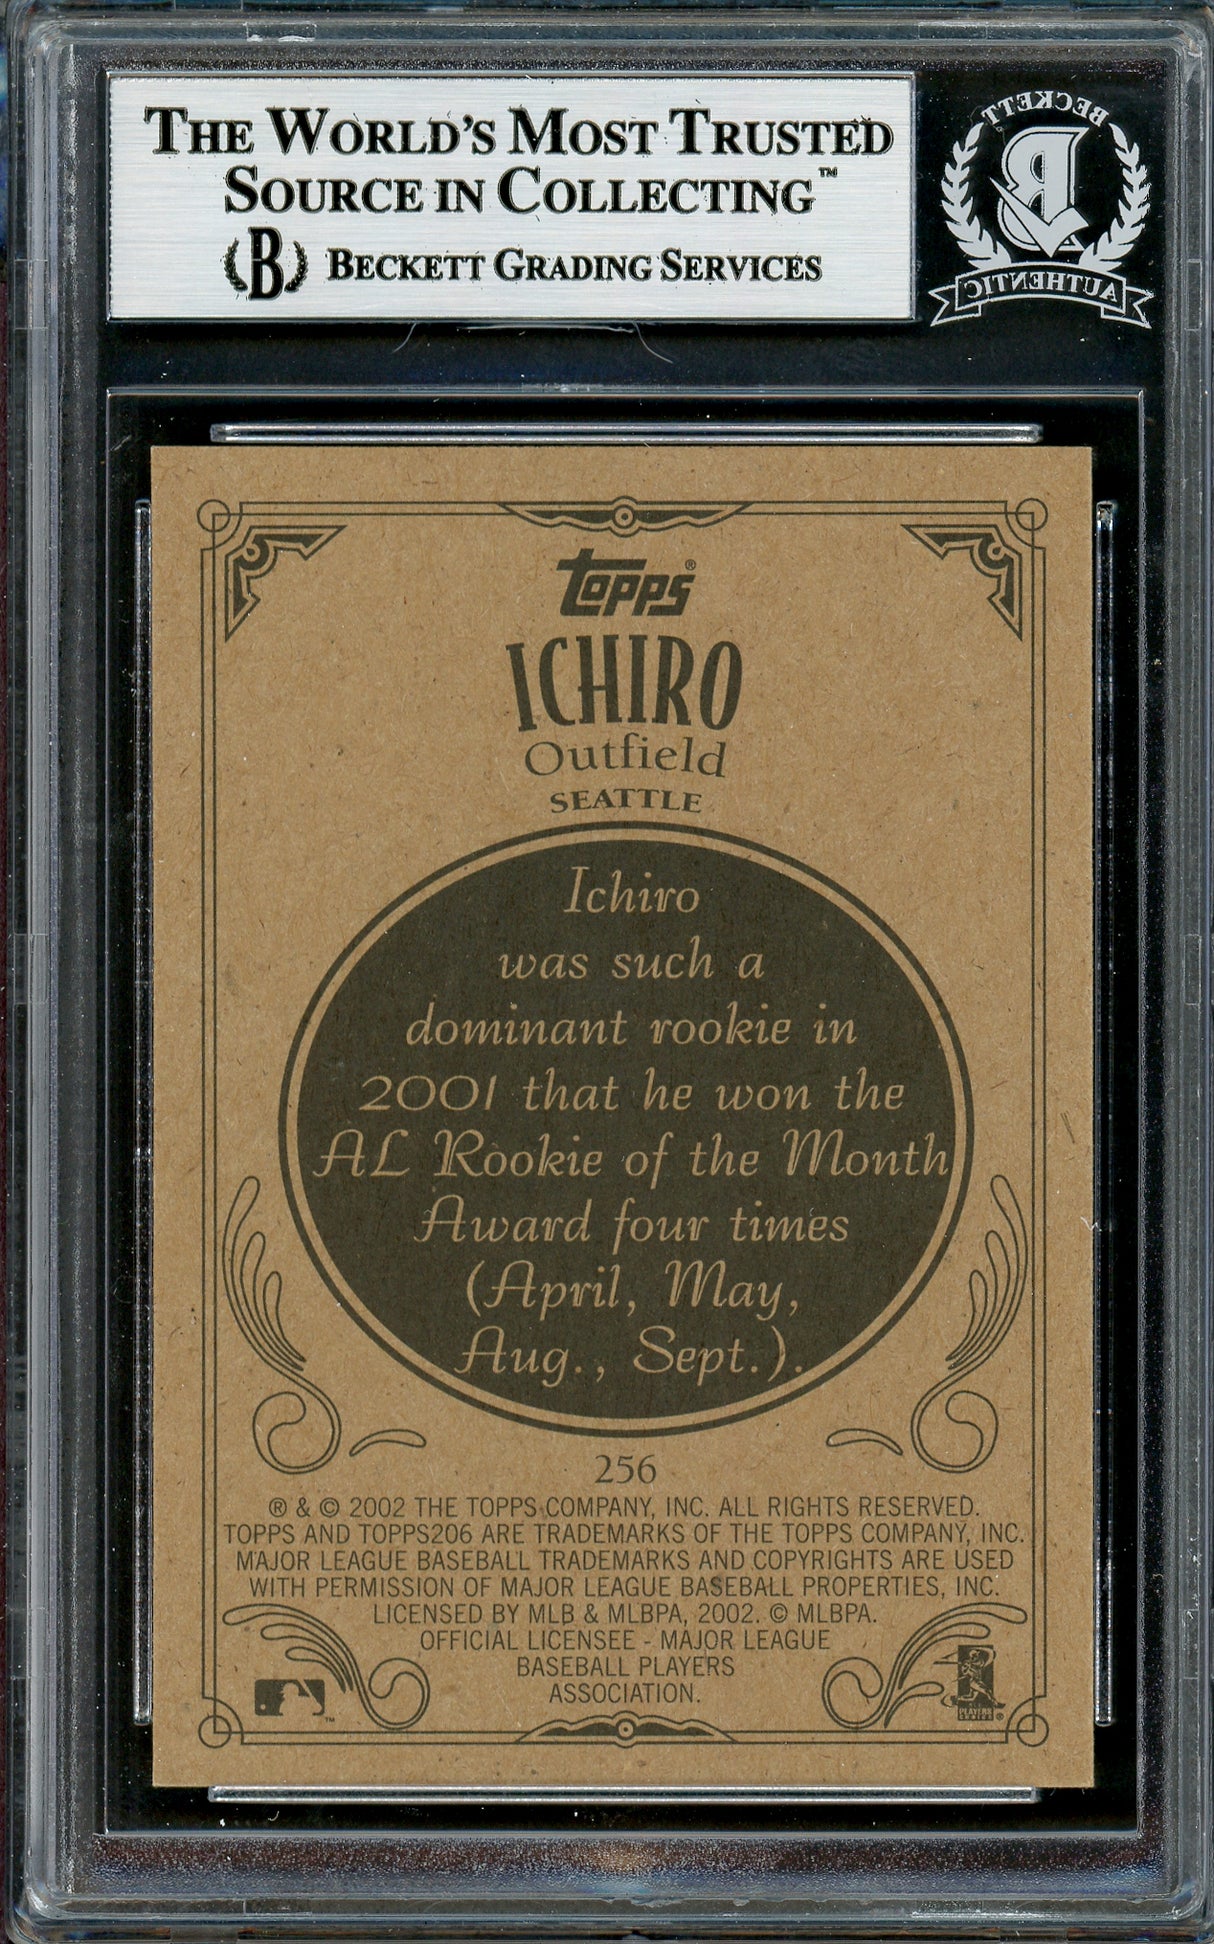 THE WORLD'S MOST TRUSTED
SOURCE IN COLLECTING™
B BECKETT GRADING SERVICES
BECKETT
B
AUTHENTIC
topps®
ICHIRO
Outfield
SEATTLE
Ichiro
was such a
dominant rookie in
2001 that he won the
AL Rookie of the Month
Award four times
(April, May,
Aug., Sept.).
256
® & © 2002 THE TOPPS COMPANY, INC. ALL RIGHTS RESERVED.
TOPPS AND TOPPS206 ARE TRADEMARKS OF THE TOPPS COMPANY, INC.
MAJOR LEAGUE BASEBALL TRADEMARKS AND COPYRIGHTS ARE USED
WITH PERMISSION OF MAJOR LEAGUE BASEBALL PROPERTIES, INC.
LICENSED BY MLB & MLBPA, 2002. © MLBPA.
OFFICIAL LICENSEE - MAJOR LEAGUE
BASEBALL PLAYERS
ASSOCIATION.
™
PLAYERS
CHOICE ®